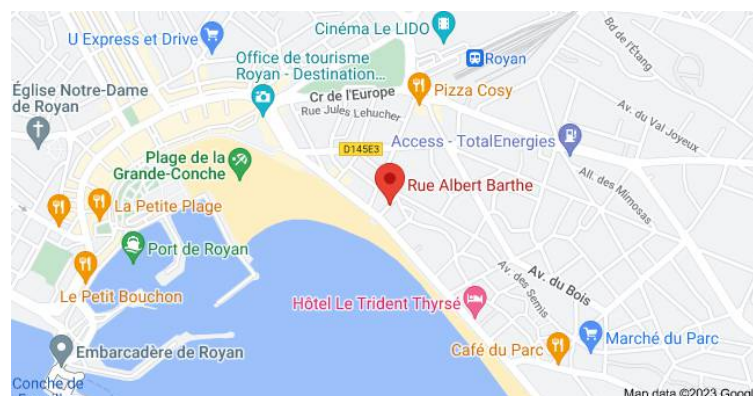 Cinéma Le LIDO
U Express et Drive
Bd de l'Étang
Office de tourisme
Royan - Destination...
Royan
Église Notre-Dame
de Royan
Cr de l'Europe
Pizza Cosy
Rue Jules Lehucher
Av. du Val Joyeux
Access - TotalEnergies
D145E3
Plage de la
Grande-Conche
All. des Mimosas
Rue Albert Barthe
La Petite Plage
Port de Royan
Av. des Semis
Av. du Bois
Le Petit Bouchon
Hôtel Le Trident Thyrsé
Marché du Parc
Café du Parc
Embarcadère de Royan
Conche de
Map data ©2023 Google